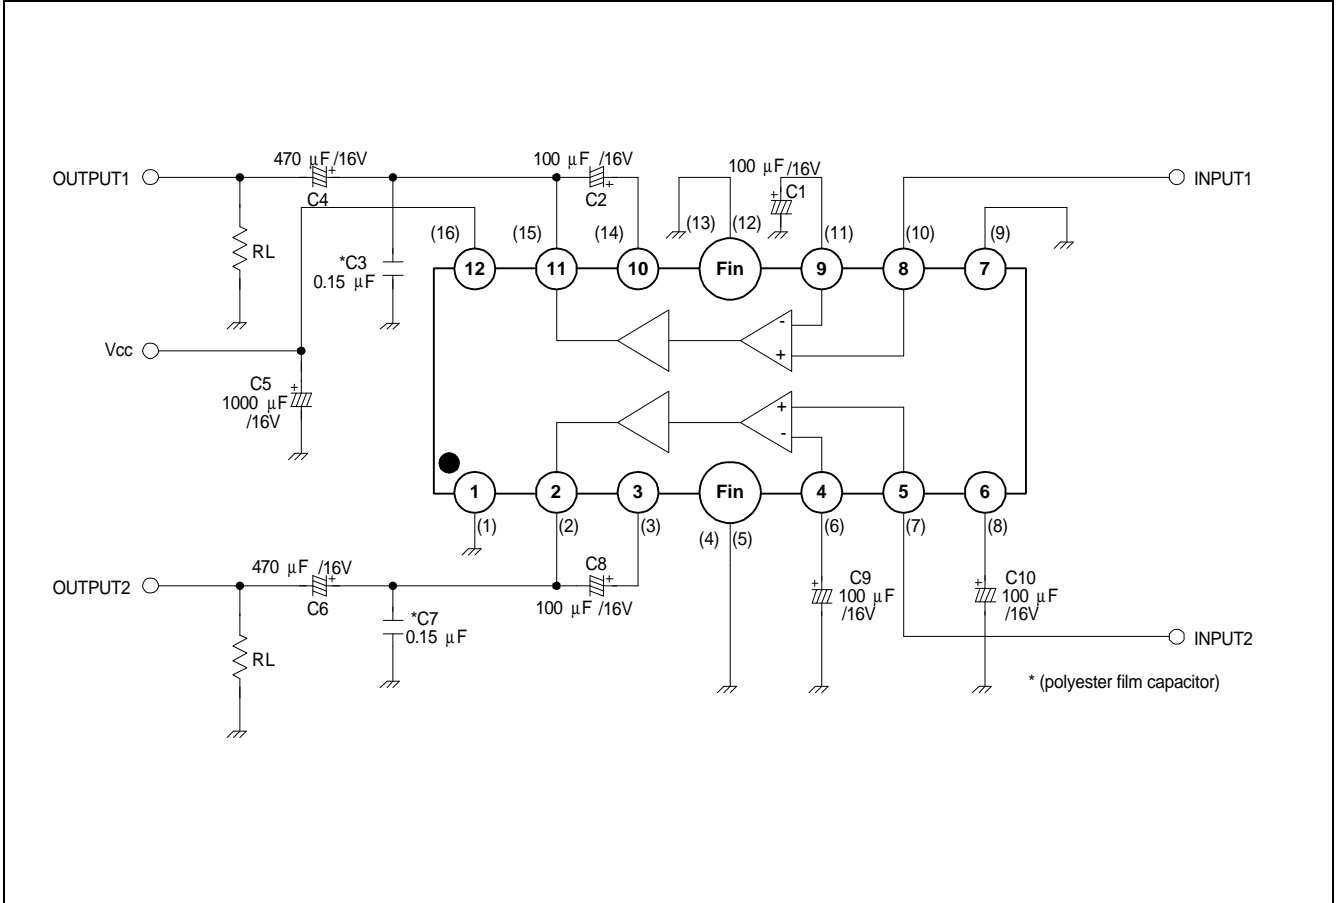 470 μF/16V
100 μF /16V
100 μF/16V
OUTPUT1
C4
C2
+
C1
INPUT1
(16)
(15)
(14)
(13)
(12)
(11)
(10)
(9)
RL
*C3
0.15 μF
12
11
10
Fin
9
8
7
-
+
Vcc
C5
1000 μF
/16V
+
+
-
1
2
3
Fin
4
5
6
(1)
(2)
(3)
(4)
(5)
(6)
(7)
(8)
470 μF /16V
C8
OUTPUT2
C6
+
100 μF /16V
*C7
0.15 μF
C9
100 μF
/16V
C10
100 μF
/16V
RL
INPUT2
* (polyester film capacitor)